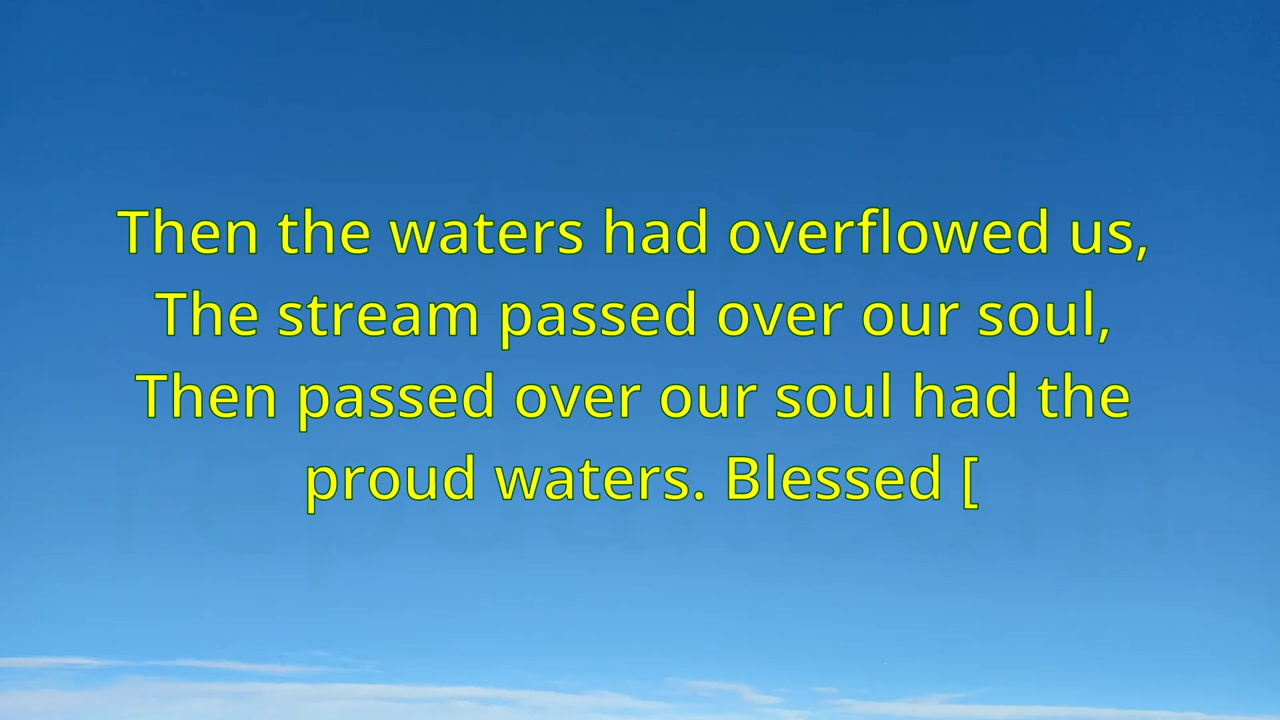 Then the waters had overflowed us,
The stream passed over our soul,
Then passed over our soul had the
proud waters. Blessed [